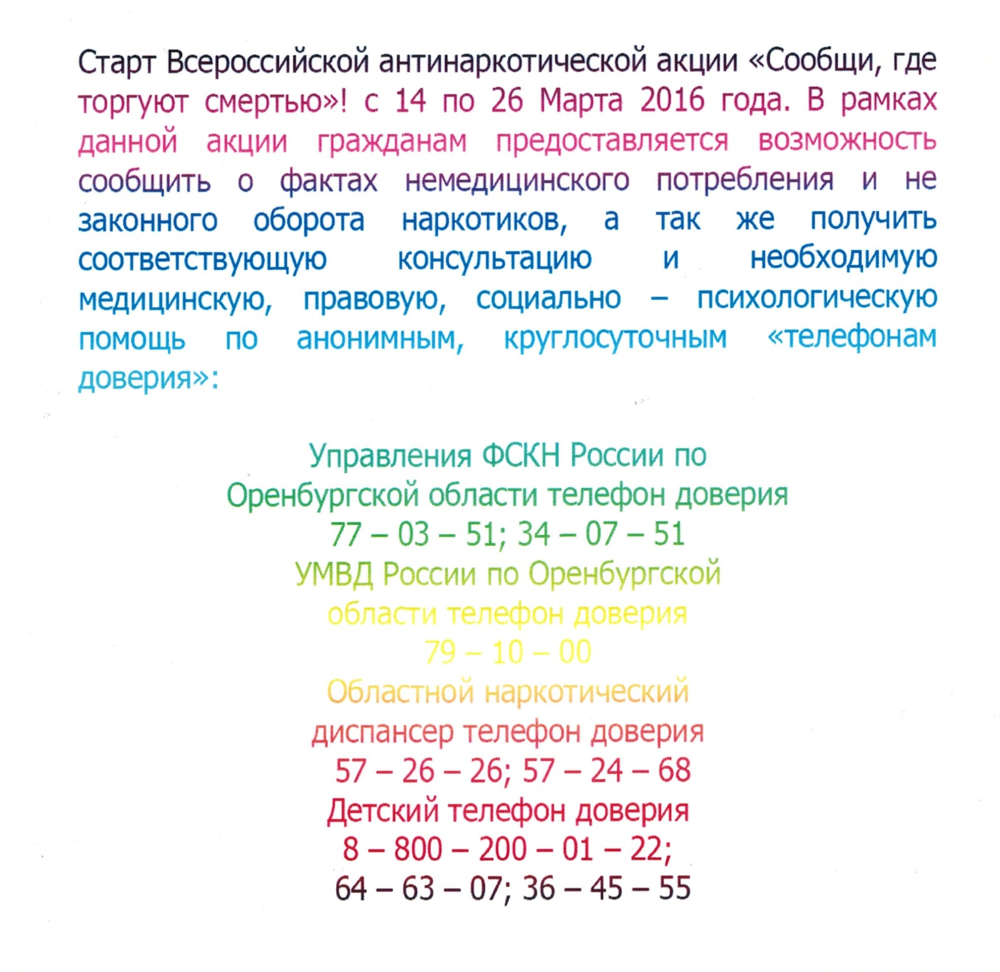 Старт Всероссийской антинаркотической акции «Сообщи, где
торгуют смертью»! с 14 по 26 Марта 2016 года. В рамках
данной акции гражданам предоставляется возможность
сообщить о фактах немедицинского потребления и не
законного оборота наркотиков, а так же получить
соответствующую консультацию и необходимую
медицинскую, правовую, социально – психологическую
помощь по анонимным, круглосуточным «телефонам
доверия»:
Управления ФСКН России по
Оренбургской области телефон доверия
77 – 03 – 51; 34 – 07 – 51
УМВД России по Оренбургской
области телефон доверия
79 – 10 – 00
Областной наркотический
диспансер телефон доверия
57 – 26 – 26; 57 – 24 – 68
Детский телефон доверия
8 – 800 – 200 – 01 – 22;
64 – 63 – 07; 36 – 45 – 55